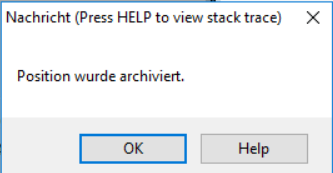 Nachricht (Press HELP to view stack trace)
Position wurde archiviert.
OK
Help